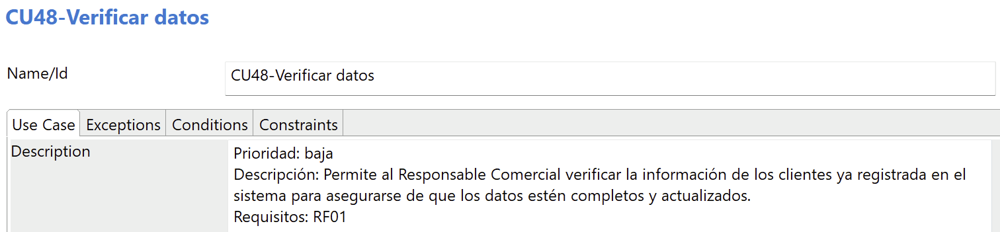 CU48-Verificar datos
Name/Id
CU48-Verificar datos
Use Case Exceptions Conditions Constraints
Description
Prioridad: baja
Descripción: Permite al Responsable Comercial verificar la información de los clientes ya registrada en el
sistema para asegurarse de que los datos estén completos y actualizados.
Requisitos: RF01